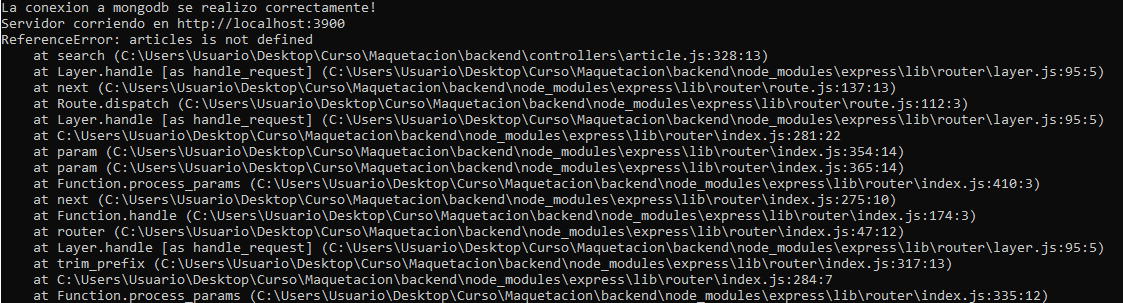 La conexion a mongodb se realizo correctamente!
Servidor corriendo en http://localhost:3900
ReferenceError: articles is not defined
at search (C:\Users\Usuario\Desktop\Curso\Maquetacion\backend\controllers\article.js:328:13)
at Layer.handle [as handle_request] (C:\Users\Usuario\Desktop\Curso\Maquetacion\backend\node_modules\express\lib\router\layer.js:95:5)
at next (C:\Users\Usuario\Desktop\Curso\Maquetacion\backend\node_modules\express\lib\router\route.js:137:13)
at Route.dispatch (C:\Users\Usuario\Desktop\Curso\Maquetacion\backend\node_modules\express\lib\router\route.js:112:3)
at Layer.handle [as handle_request] (C:\Users\Usuario\Desktop\Curso\Maquetacion\backend\node_modules\express\lib\router\layer.js:95:5)
at C:\Users\Usuario\Desktop\Curso\Maquetacion\backend\node_modules\express\lib\router\index.js:281:22
at param (C:\Users\Usuario\Desktop\Curso\Maquetacion\backend\node_modules\express\lib\router\index.js:354:14)
at param (C:\Users\Usuario\Desktop\Curso\Maquetacion\backend\node_modules\express\lib\router\index.js:365:14)
at Function.process_params (C:\Users\Usuario\Desktop\Curso\Maquetacion\backend\node_modules\express\lib\router\index.js:410:3)
at next (C:\Users\Usuario\Desktop\Curso\Maquetacion\backend\node_modules\express\lib\router\index.js:275:10)
at Function.handle (C:\Users\Usuario\Desktop\Curso\Maquetacion\backend\node_modules\express\lib\router\index.js:174:3)
at router (C:\Users\Usuario\Desktop\Curso\Maquetacion\backend\node_modules\express\lib\router\index.js:47:12)
at Layer.handle [as handle_request] (C:\Users\Usuario\Desktop\Curso\Maquetacion\backend\node_modules\express\lib\router\layer.js:95:5)
at trim_prefix (C:\Users\Usuario\Desktop\Curso\Maquetacion\backend\node_modules\express\lib\router\index.js:317:13)
at C:\Users\Usuario\Desktop\Curso\Maquetacion\backend\node_modules\express\lib\router\index.js:284:7
at Function.process_params (C:\Users\Usuario\Desktop\Curso\Maquetacion\backend\node_modules\express\lib\router\index.js:335:12)